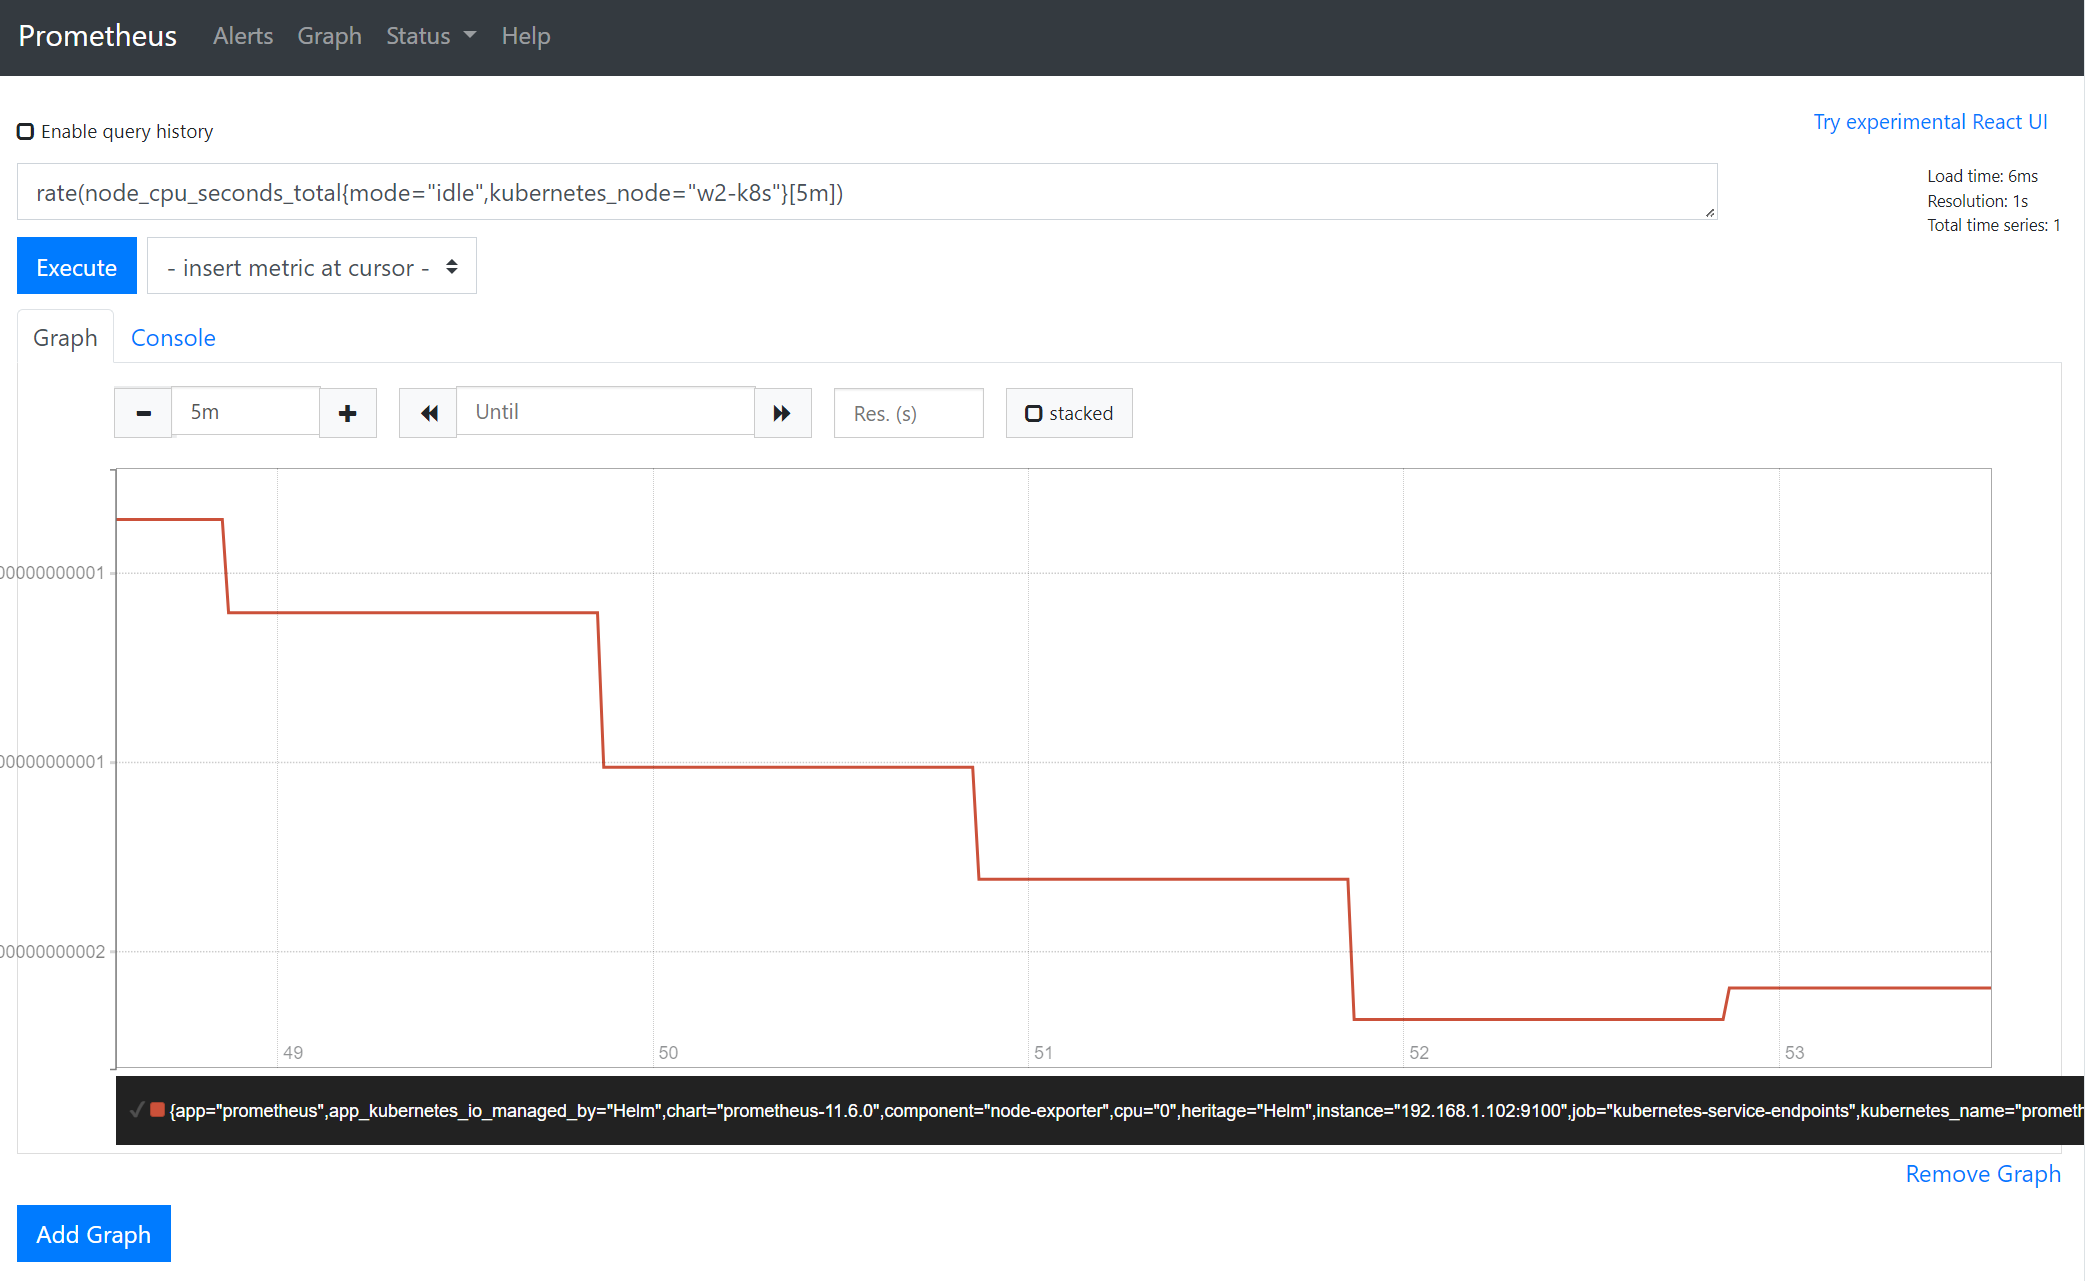 Prometheus Alerts Graph Status Help
Enable query history
Try experimental React UI
rate(node_cpu_seconds_total{mode="idle",kubernetes_node="w2-k8s"}[5m])
Load time: 6ms
Resolution: 1s
Total time series: 1
Execute - insert metric at cursor -
Graph Console
5m Until Res. (s) stacked
00000000001
00000000001
00000000002
49 50 51 52 53
{app="prometheus",app_kubernetes_io_managed_by="Helm",chart="prometheus-11.6.0",component="node-exporter",cpu="0",heritage="Helm",instance="192.168.1.102:9100",job="kubernetes-service-endpoints",kubernetes_name="prometh
Remove Graph
Add Graph